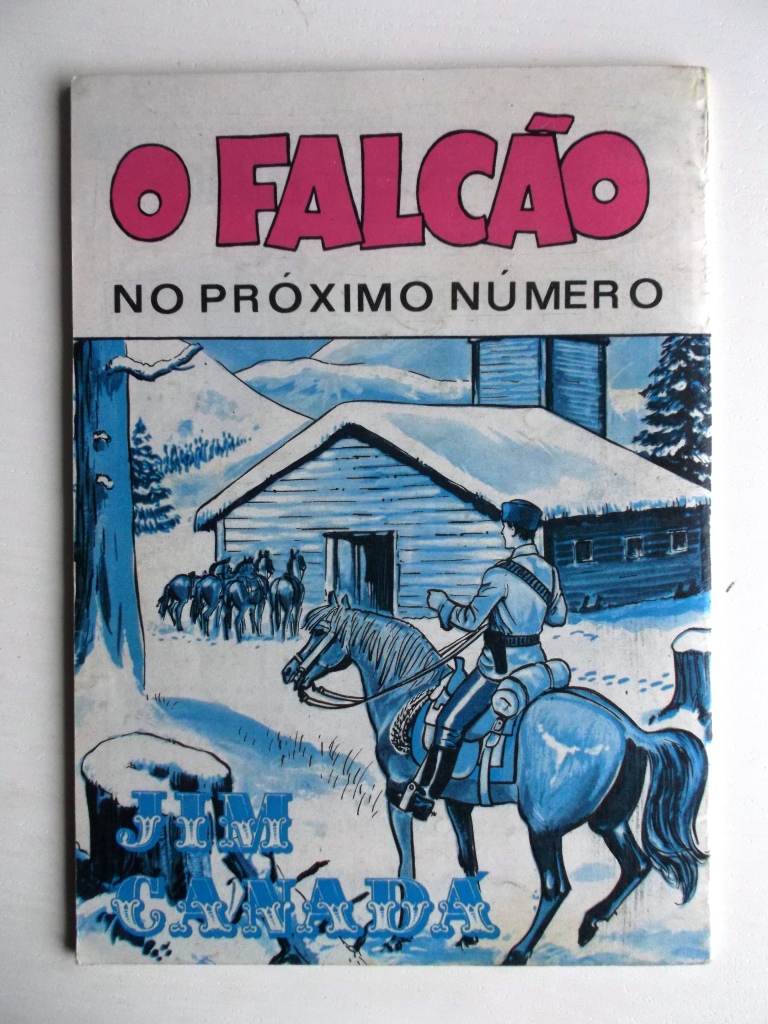 O FALCÃO
NO PRÓXIMO NÚMERO
JIM
CANADÁ